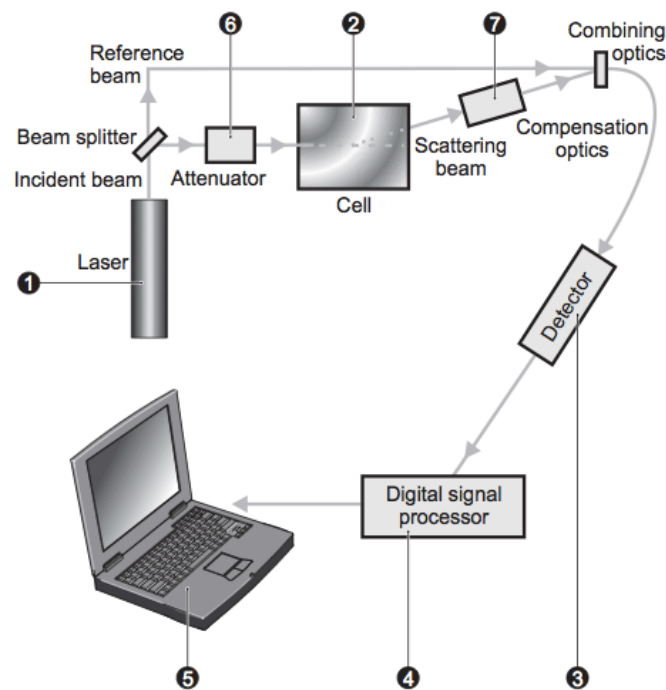 6
2
7
Combining
optics
Reference
beam
Beam splitter
Attenuator
Scattering
beam
Compensation
optics
Incident beam
Cell
Laser
1
Detector
Digital signal
processor
5
4
3